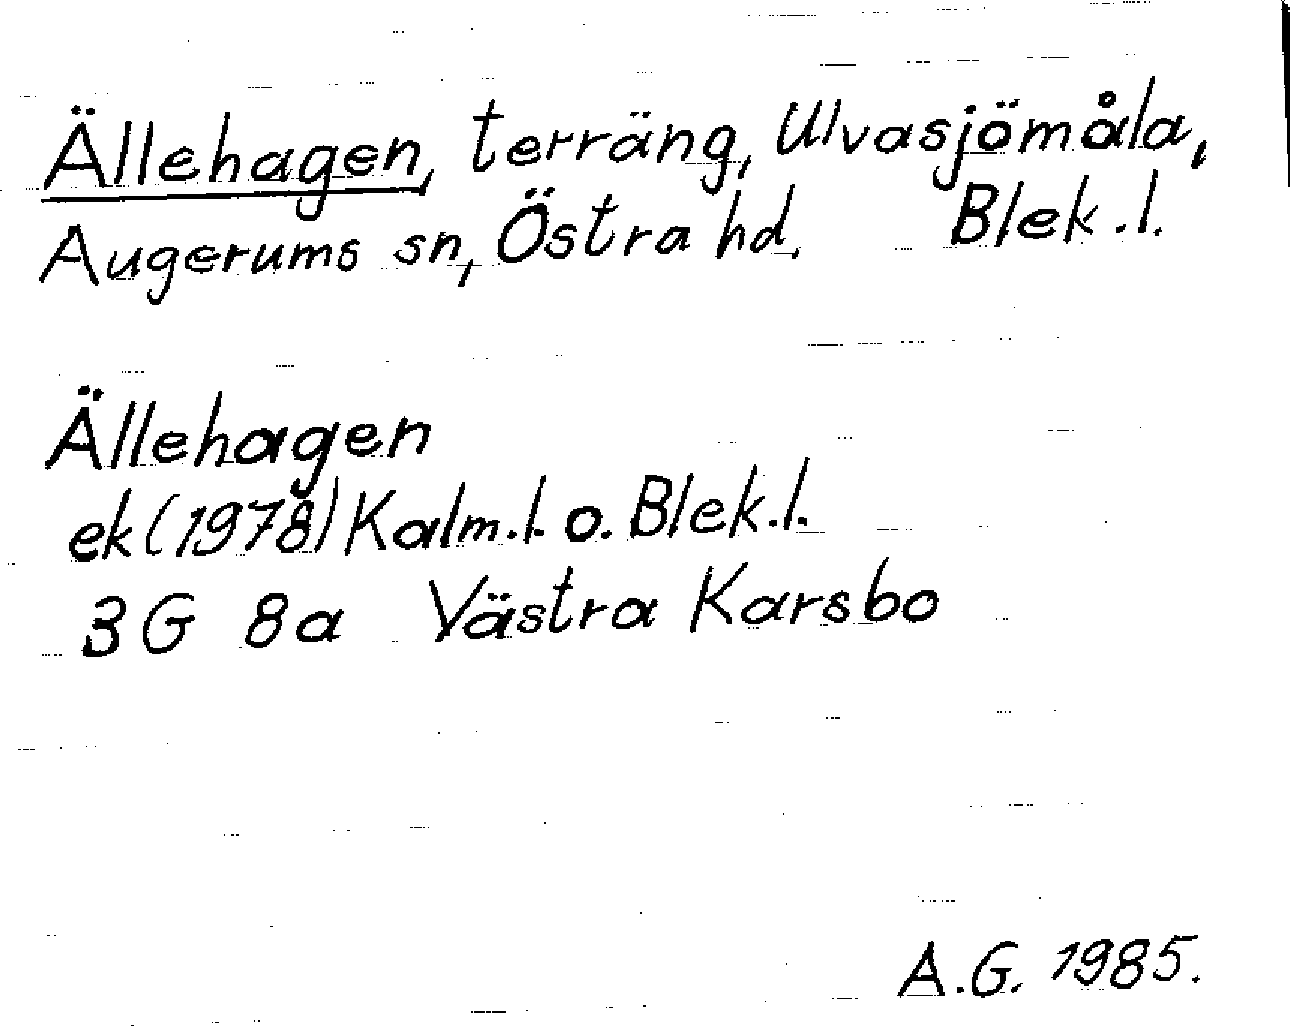 Ällehagen, terräng, Ulvasjömåla,
Augerums sn, Östra hd. Blek.l.
Ällehagen
ek (1978) Kalm.l. o. Blek.l.
3G 8a Västra Karsbo
A.G. 1985.